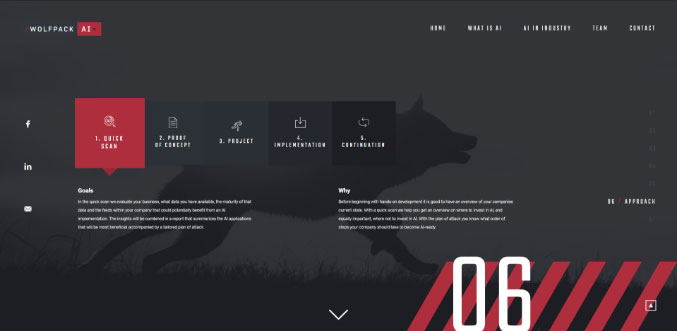 / WOLFPACK AI
HOME WHAT IS AI AI IN INDUSTRY TEAM CONTACT
1. QUICK
SCAN
2. PROOF
OF CONCEPT
3. PROJECT
4.
IMPLEMENTATION
5.
CONTINUATION
Goals
In the quick scan we evaluate your business, what data you have available, the maturity of that
data and the fields within your company that could potentially benefit from an AI
implementation. The insights will be combined in a report that summarizes the AI applications
that will be most beneficial accompanied by a tailored plan of attack.
Why
Before beginning with hands on development it is good to have an overview of your companies
current state. With a quick scan we help you get an overview on where to invest in AI, and
equally important, where not to invest in AI. With the plan of attack you know what order of
steps your company should take to become AI-ready.
01
02
03
04
05
06 / APPROACH
07
06